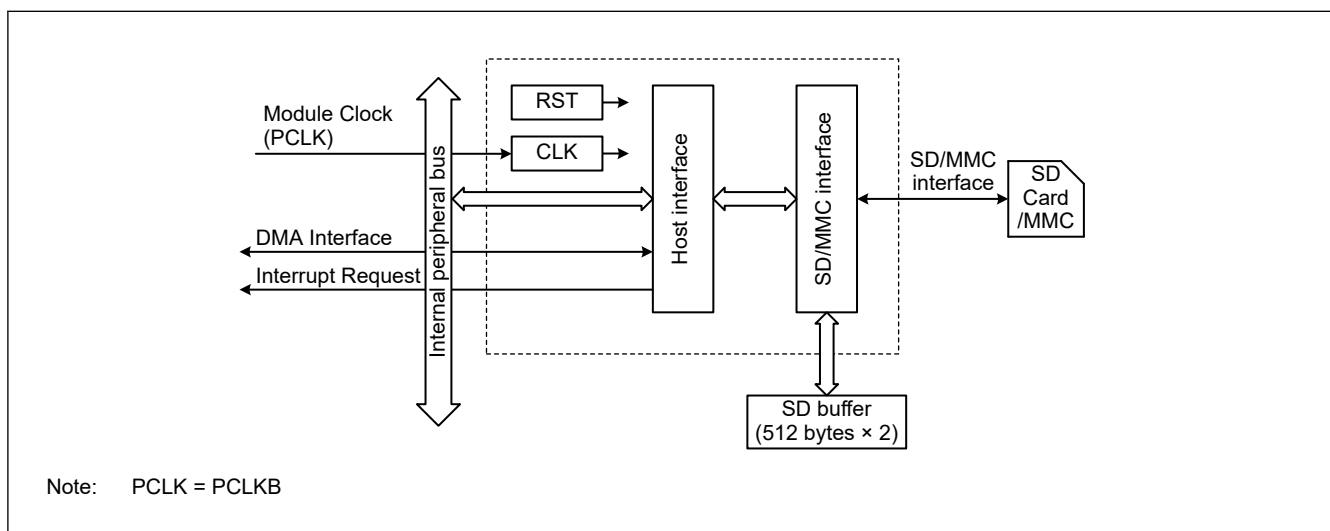 Module Clock
(PCLK)
RST
CLK
Internal peripheral bus
DMA Interface
Interrupt Request
Host interface
SD/MMC interface
SD/MMC
interface
SD
Card
/MMC
SD buffer
(512 bytes × 2)
Note: PCLK = PCLKB